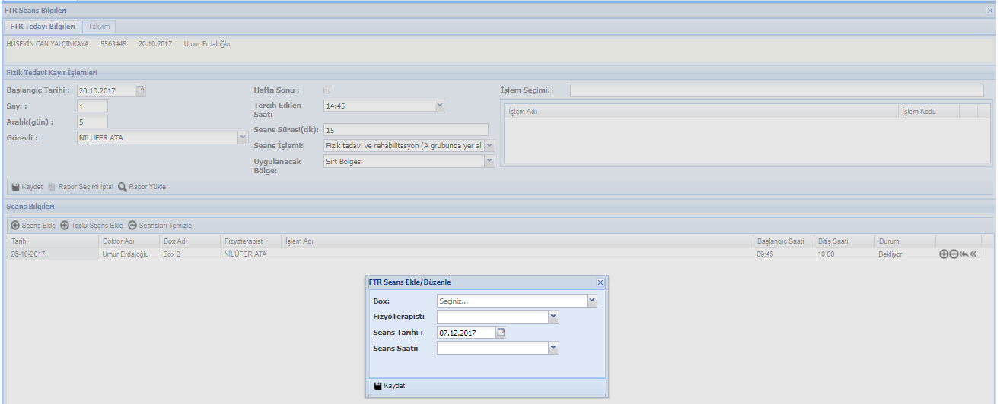 FTR Seans Bilgileri
FTR Tedavi Bilgileri Takvim
HÜSEYİN CAN YALÇINKAYA 5563448 20.10.2017 Umur Erdaloğlu
Fizik Tedavi Kayıt İşlemleri
Başlangıç Tarihi : 20.10.2017 Hafta Sonu : İşlem Seçimi:
Sayı : 1 Tercih Edilen Saat: 14:45 İşlem Adı İşlem Kodu
Aralık(gün) : 5 Seans Süresi(dk): 15
Görevli : NİLÜFER ATA Seans İşlemi: Fizik tedavi ve rehabilitasyon (A grubunda yer al
Uygulanacak Bölge: Sırt Bölgesi
Kaydet Rapor Seçimi İptal Rapor Yükle
Seans Bilgileri
Seans Ekle Toplu Seans Ekle Seansları Temizle
Tarih Doktor Adı Box Adı Fizyoterapist İşlem Adı Başlangıç Saati Bitiş Saati Durum
26-10-2017 Umur Erdaloğlu Box 2 NİLÜFER ATA 09:45 10:00 Bekliyor
FTR Seans Ekle/Düzenle
Box: Seçiniz...
FizyoTerapist:
Seans Tarihi : 07.12.2017
Seans Saati:
Kaydet